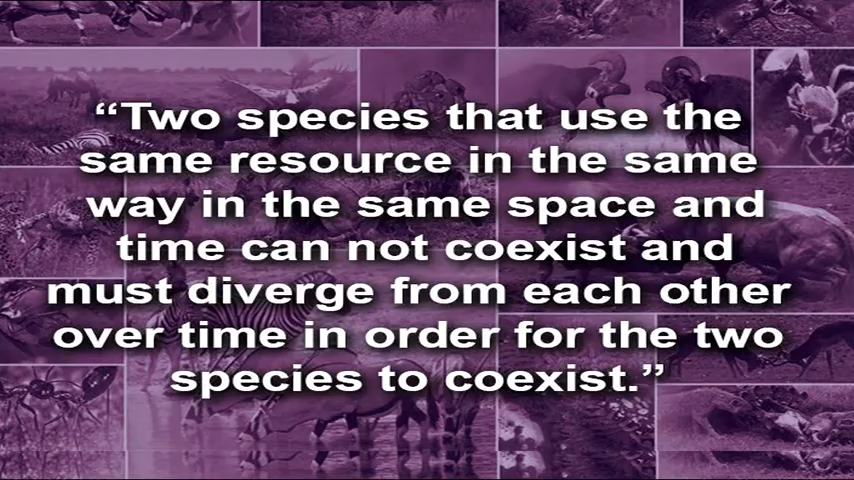 “Two species that use the
same resource in the same
way in the same space and
time can not coexist and
must diverge from each other
over time in order for the two
species to coexist.”